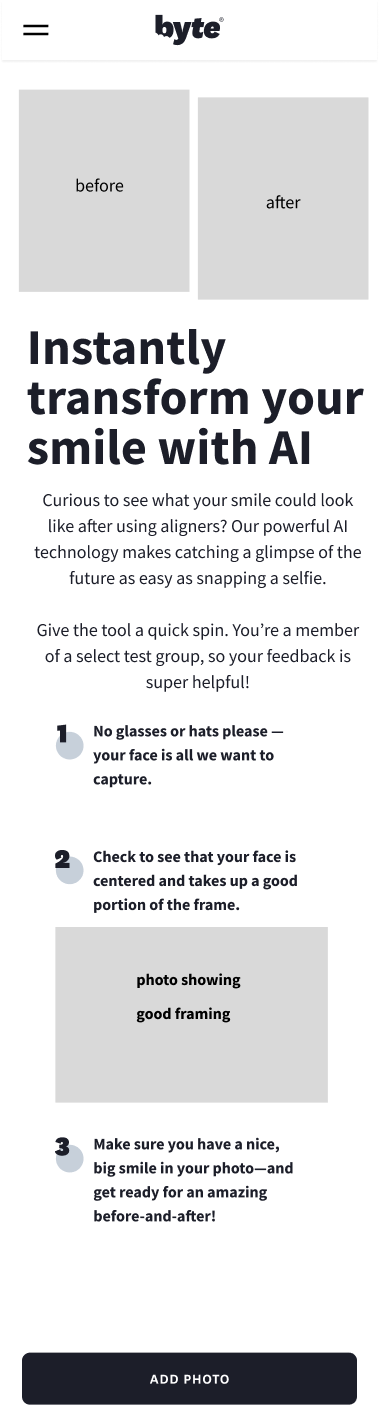 byte®
before
after
Instantly
transform your
smile with AI
Curious to see what your smile could look
like after using aligners? Our powerful AI
technology makes catching a glimpse of the
future as easy as snapping a selfie.
Give the tool a quick spin. You’re a member
of a select test group, so your feedback is
super helpful!
1 No glasses or hats please —
your face is all we want to
capture.
2 Check to see that your face is
centered and takes up a good
portion of the frame.
photo showing
good framing
3 Make sure you have a nice,
big smile in your photo—and
get ready for an amazing
before-and-after!
ADD PHOTO